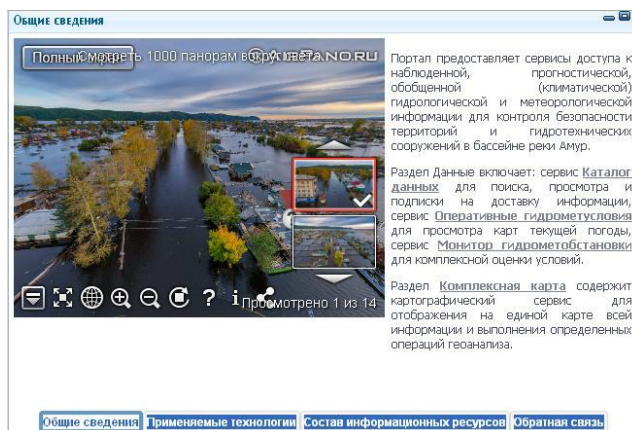 Общие сведения
Полный экран
Смотреть 1000 панорам вокруг света
©AirPano.ru
Просмотрено 1 из 14
Портал предоставляет сервисы доступа к
наблюденной, прогностической,
обобщенной (климатической)
гидрологической и метеорологической
информации для контроля безопасности
территорий и гидротехнических
сооружений в бассейне реки Амур.
Раздел Данные включает: сервис Каталог
данных для поиска, просмотра и
подписки на доставку информации,
сервис Оперативные гидрометусловия
для просмотра карт текущей погоды,
сервис Монитор гидрометобстановки
для комплексной оценки условий.
Раздел Комплексная карта содержит
картографический сервис для
отображения на единой карте всей
информации и выполнения определенных
операций геоанализа.
Общие сведения Применяемые технологии Состав информационных ресурсов Обратная связь